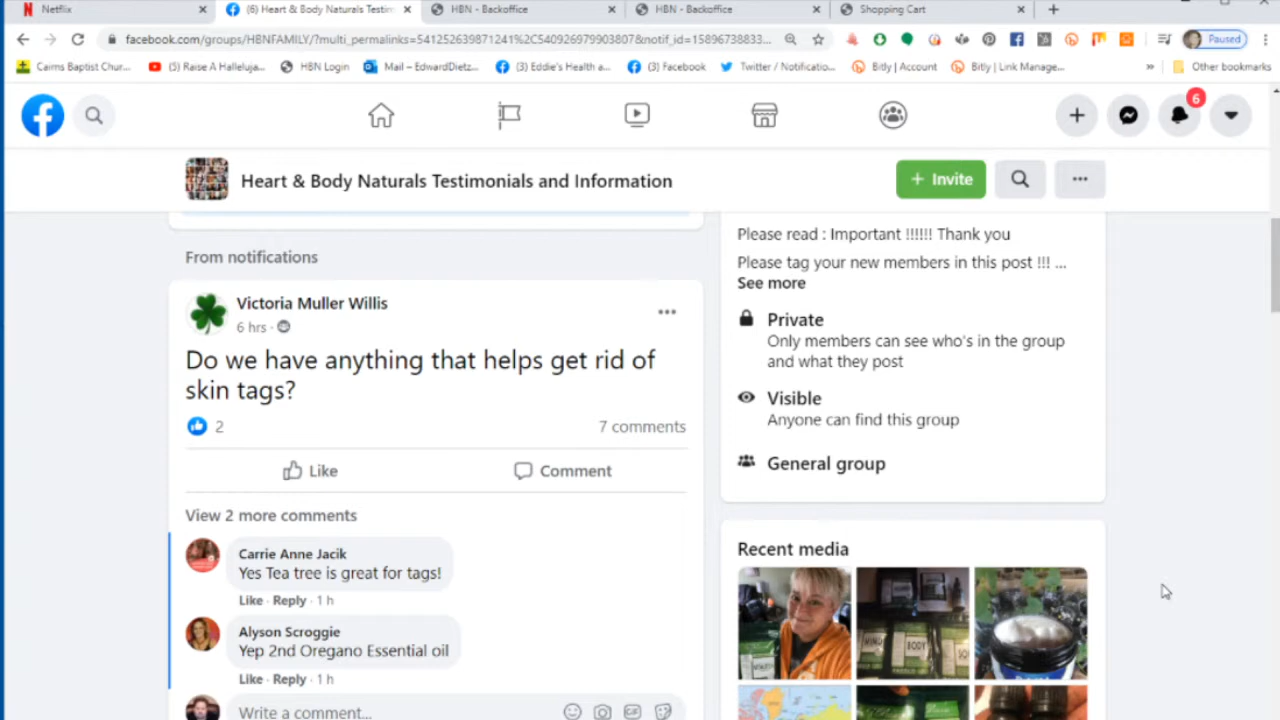 Netflix
(6) Heart & Body Naturals Testim
HBN - Backoffice
HBN - Backoffice
Shopping Cart
facebook.com/groups/HBNFAMILY/?multi_permalinks=541252639871241%2C540926979903807&notif_id=15896738833...
Paused
Cairns Baptist Chur...
(5) Raise A Halleluja...
HBN Login
Mail – EdwardDietz...
(3) Eddie's Health a...
(3) Facebook
Twitter / Notificatio...
Bitly | Account
Bitly | Link Manage...
»
Other bookmarks
6
Heart & Body Naturals Testimonials and Information
+ Invite
From notifications
Victoria Muller Willis
6 hrs ·
Do we have anything that helps get rid of
skin tags?
2
7 comments
Like
Comment
View 2 more comments
Carrie Anne Jacik
Yes Tea tree is great for tags!
Like · Reply · 1 h
Alyson Scroggie
Yep 2nd Oregano Essential oil
Like · Reply · 1 h
Write a comment...
GIF
Please read : Important !!!!!! Thank you
Please tag your new members in this post !!! ...
See more
Private
Only members can see who's in the group
and what they post
Visible
Anyone can find this group
General group
Recent media
BODY